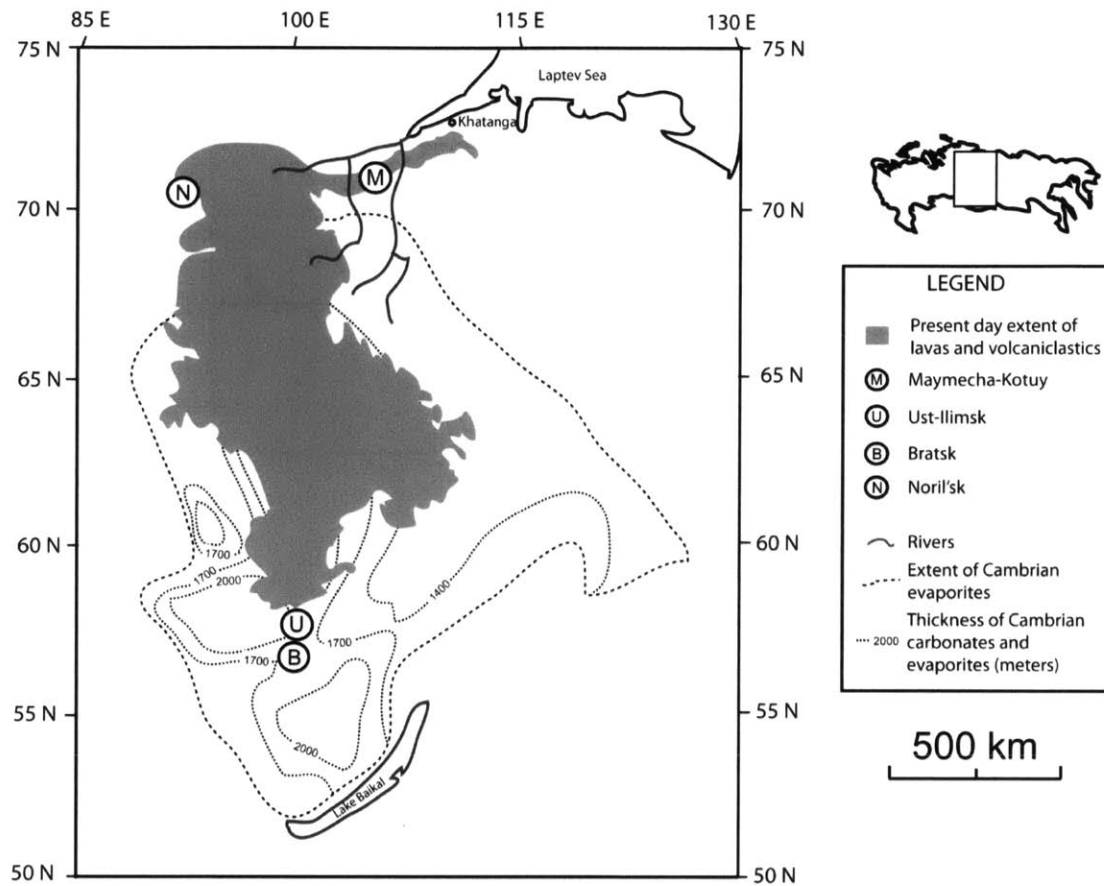 85 E 100 E 115 E 130 E
75 N 75 N
Laptev Sea
Khatanga
M
N
70 N 70 N
65 N 65 N
60 N 60 N
1700
1700
2000
1400
U
1700
1700
B
55 N 55 N
2000
Lake Baikal
50 N 50 N
LEGEND
Present day extent of
lavas and volcaniclastics
M Maymecha-Kotuy
U Ust-Ilimsk
B Bratsk
N Noril'sk
Rivers
Extent of Cambrian
evaporites
Thickness of Cambrian
2000 carbonates and
evaporites (meters)
500 km